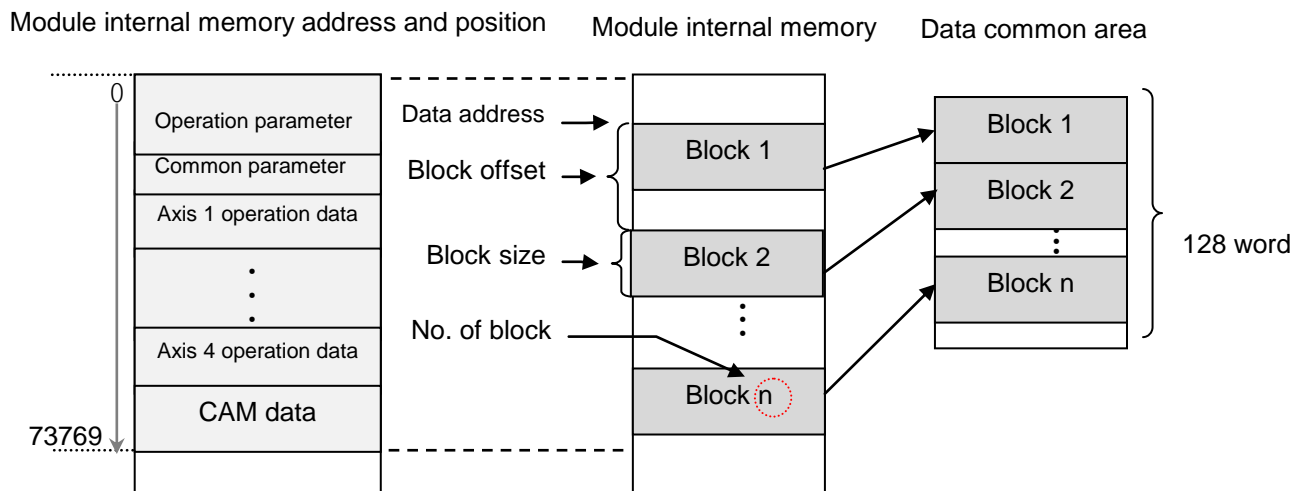 Module internal memory address and position
Module internal memory
Data common area
0
Operation parameter
Common parameter
Axis 1 operation data
Axis 4 operation data
CAM data
73769
Data address
Block offset
Block size
No. of block
Block 1
Block 2
Block n
Block 1
Block 2
Block n
128 word